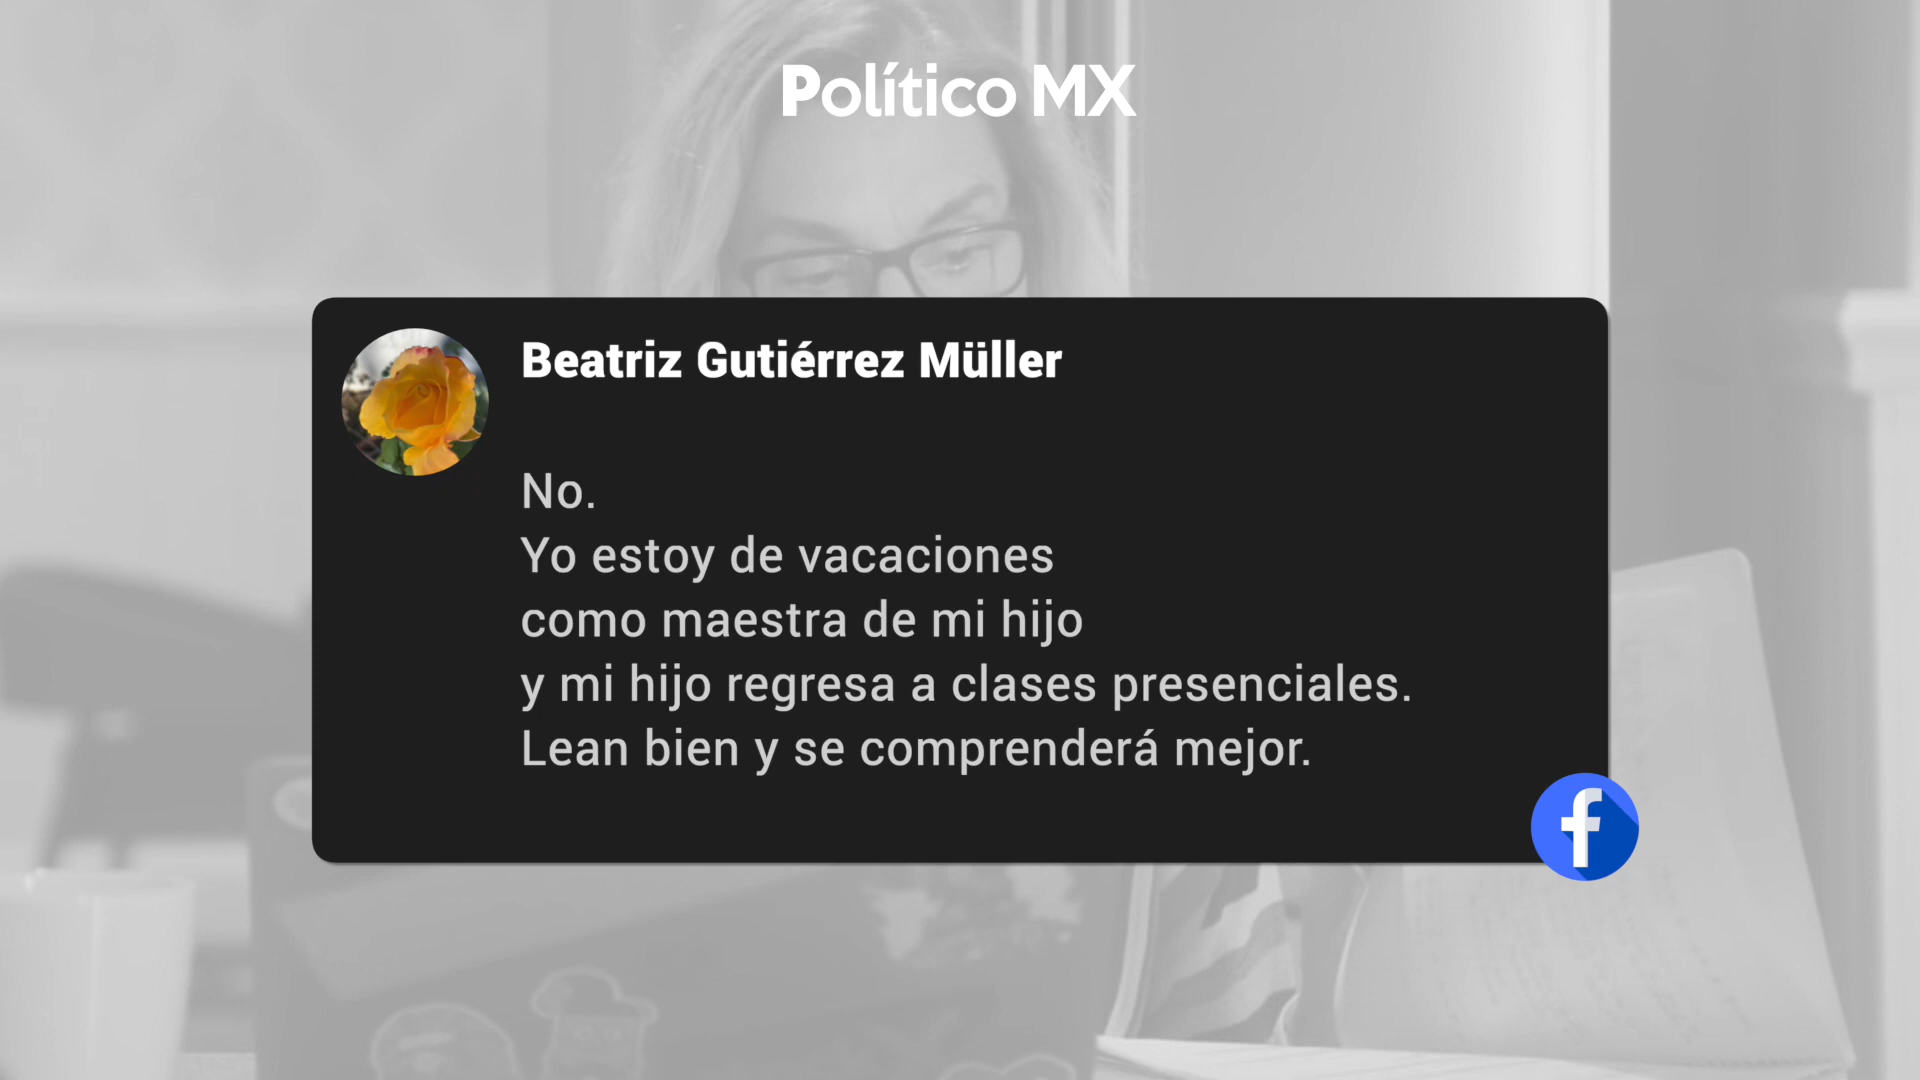 Político MX
Beatriz Gutiérrez Müller
No.
Yo estoy de vacaciones
como maestra de mi hijo
y mi hijo regresa a clases presenciales.
Lean bien y se comprenderá mejor.
f